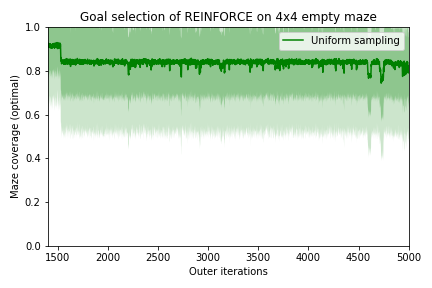 Goal selection of REINFORCE on 4x4 empty maze
Uniform sampling
Maze coverage (optimal)
1.0
0.8
0.6
0.4
0.2
0.0
1500 2000 2500 3000 3500 4000 4500 5000
Outer iterations